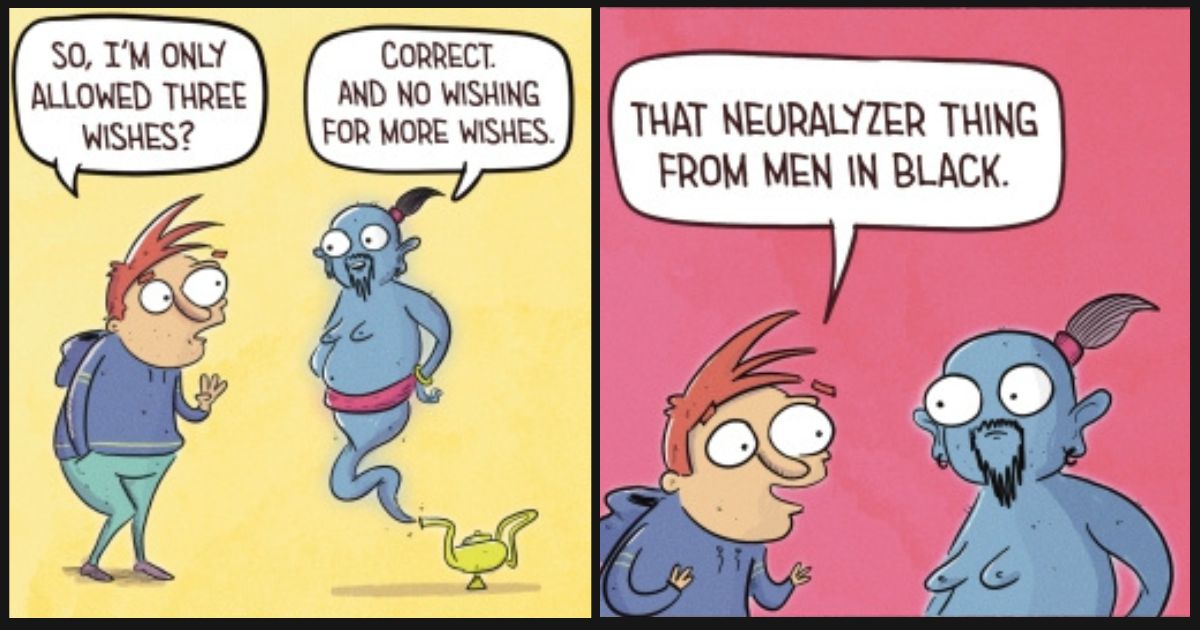 SO, I'M ONLY
ALLOWED THREE
WISHES?
CORRECT.
AND NO WISHING
FOR MORE WISHES.
THAT NEURALYZER THING
FROM MEN IN BLACK.